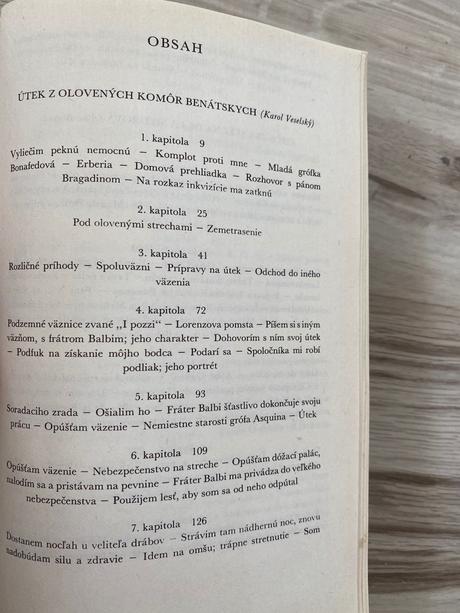 OBSAH
ÚTEK Z OLOVENÝCH KOMÔR BENÁTSKYCH (Karol Veselský)
1. kapitola 9
Vyliečim peknú nemocnú – Komplot proti mne – Mladá grófka
Bonafedová – Erberia – Domová prehliadka – Rozhovor s pánom
Bragadinom – Na rozkaz inkvizície ma zatknú
2. kapitola 25
Pod olovenými strechami – Zemetrasenie
3. kapitola 41
Rozličné príhody – Spoluväzni – Prípravy na útek – Odchod do iného
väzenia
4. kapitola 72
Podzemné väznice zvané „I pozzi“ – Lorenzova pomsta – Píšem si s iným
väzňom, s frátrom Balbim; jeho charakter – Dohovorím s ním svoj útek
– Podfuk na získanie môjho bodca – Podarí sa – Spoločníka mi robí
podliak; jeho portrét
5. kapitola 93
Soradaciho zrada – Ošialim ho – Fráter Balbi šťastlivo dokončuje svoju
prácu – Opúšťam väzenie – Nemiestne starosti grófa Asquina – Útek
6. kapitola 109
Opúšťam väzenie – Nebezpečenstvo na streche – Opúšťam dóžací palác,
nalodím sa a pristávam na pevnine – Fráter Balbi ma privádza do veľkého
nebezpečenstva – Použijem lesť, aby som sa od neho odpútal
7. kapitola 126
Dostanem nocľah u veliteľa drábov – Strávim tam nádhernú noc, znovu
nadobúdam silu a zdravie – Idem na omšu; trápne stretnutie – Som